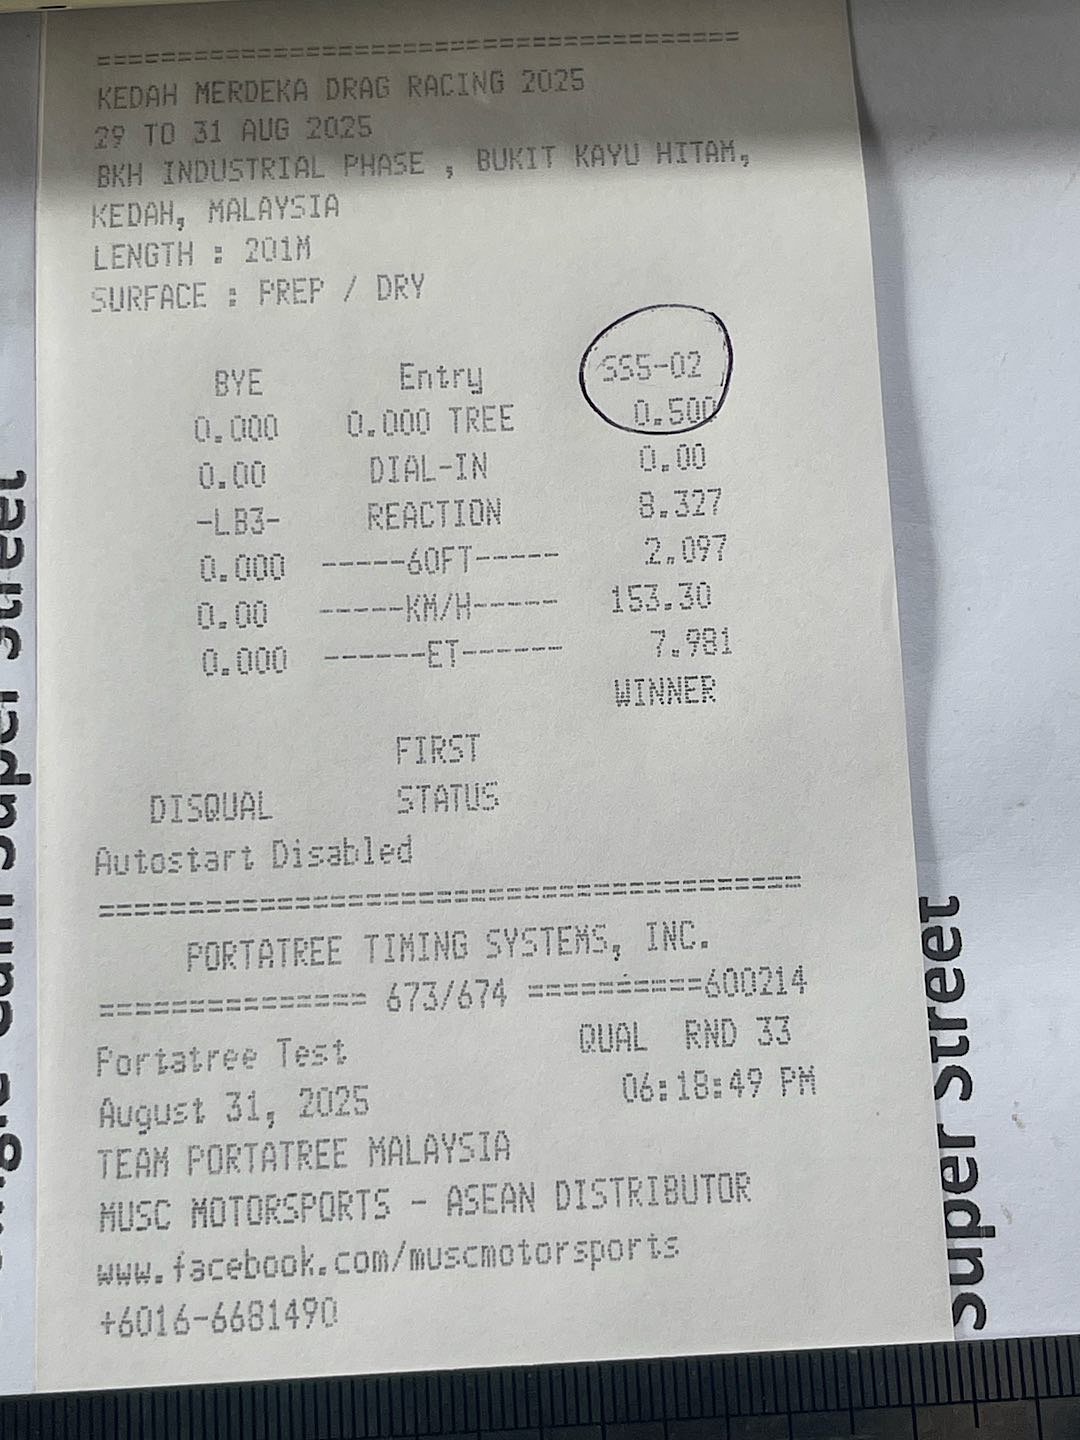 ======================================
KEDAH MERDEKA DRAG RACING 2025
29 TO 31 AUG 2025
BKH INDUSTRIAL PHASE , BUKIT KAYU HITAM,
KEDAH, MALAYSIA
LENGTH : 201M
SURFACE : PREP / DRY
BYE Entry SS5-02
0.000 0.000 TREE 0.500
0.00 DIAL-IN 0.00
-LB3- REACTION 8.327
0.000 -----60FT----- 2.097
0.00 -----KM/H----- 153.30
0.000 ------ET------ 7.981
WINNER
FIRST
DISQUAL STATUS
Autostart Disabled
==========================================
PORTATREE TIMING SYSTEMS, INC.
================ 673/674 ==========600214
Portatree Test QUAL RND 33
August 31, 2025 06:18:49 PM
TEAM PORTATREE MALAYSIA
MUSC MOTORSPORTS - ASEAN DISTRIBUTOR
www.facebook.com/muscmotorsports
+6016-6681490
Super Street
Super Street